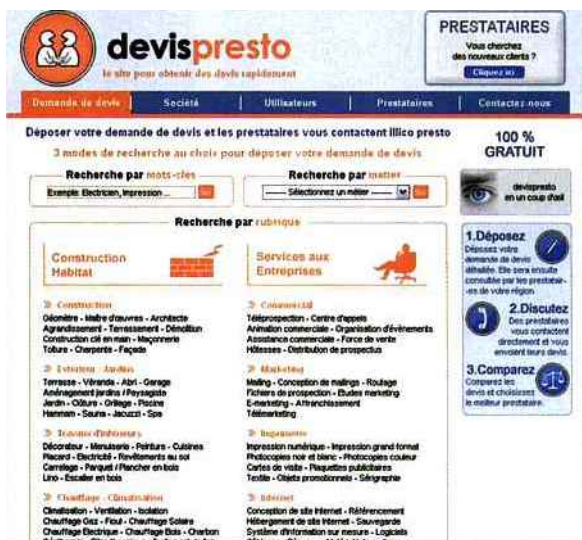 devispresto
le site pour obtenir des devis rapidement
PRESTATAIRES
Vous cherchez
des nouveaux clients ?
Cliquez ici
Demande de devis
Société
Utilisateurs
Prestataires
Contactez-nous
Déposer votre demande de devis et les prestataires vous contactent illico presto
3 modes de recherche au choix pour déposer votre demande de devis
Recherche par mots-clés
Exemple: Electricien, Impression ...
Recherche par métier
----- Sélectionnez un métier -----
100 %
GRATUIT
devispresto
en un coup d'œil
Recherche par rubrique
Construction
Habitat
Construction
Géomètre - Maître d'œuvres - Architecte
Agrandissement - Terrassement - Démolition
Construction clé en main - Maçonnerie
Toiture - Charpente - Façade
Exterieur - Jardins
Terrasse - Véranda - Abri - Garage
Aménagement jardins / Paysagiste
Jardin - Clôture - Grillage - Piscine
Hammam - Sauna - Jacuzzi - Spa
Travaux d'intérieurs
Décorateur - Menuiserie - Peinture - Cuisines
Placard - Electricité - Revêtements au sol
Carrelage - Parquet / Plancher en bois
Lino - Escalier en bois
Chauffage - Climatisation
Climatisation - Ventilation - Isolation
Chauffage Gaz - Fioul - Chauffage Solaire
Chauffage Electrique - Chauffage Bois - Charbon
Services aux
Entreprises
Commercial
Téléprospection - Centre d'appels
Animation commerciale - Organisation d'évènements
Assistance commerciale - Force de vente
Hôtesses - Distribution de prospectus
Marketing
Mailing - Conception de mailings - Routage
Fichiers de prospection - Etudes marketing
E-marketing - Affranchissement
Télémarketing
Imprimerie
Impression numérique - Impression grand format
Photocopies noir et blanc - Photocopies couleur
Cartes de visite - Plaquettes publicitaires
Textile - Objets promotionnels - Sérigraphie
Internet
Conception de site Internet - Référencement
Hébergement de site Internet - Sauvegarde
Système d'information sur mesure - Logiciels
1.Déposez
Déposez votre
demande de devis
détaillée. Elle sera ensuite
consultée par les prestatair-
-es de votre région.
2.Discutez
Des prestataires
vous contactent
directement et vous
envoient leurs devis.
3.Comparez
Comparez les
devis et choisissez
le meilleur prestataire.